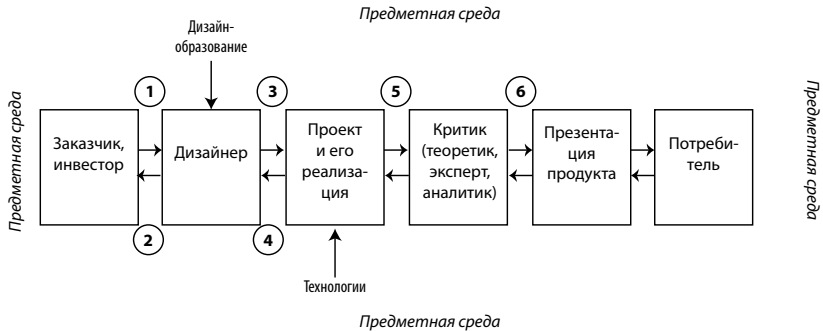 Предметная среда
Дизайн-
образование
1
3
5
6
Предметная среда
Заказчик,
инвестор
Дизайнер
Проект
и его
реализа-
ция
Критик
(теоретик,
эксперт,
аналитик)
Презента-
ция
продукта
Потреби-
тель
Предметная среда
2
4
Технологии
Предметная среда